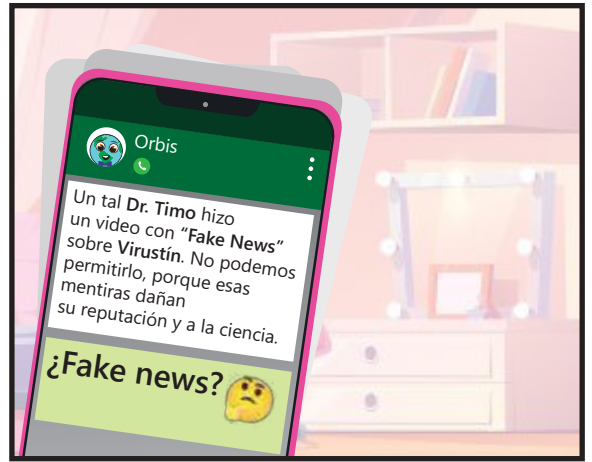 Orbis
Un tal Dr. Timo hizo
un video con “Fake News”
sobre Virustín. No podemos
permitirlo, porque esas
mentiras dañan
su reputación y a la ciencia.
¿Fake news?